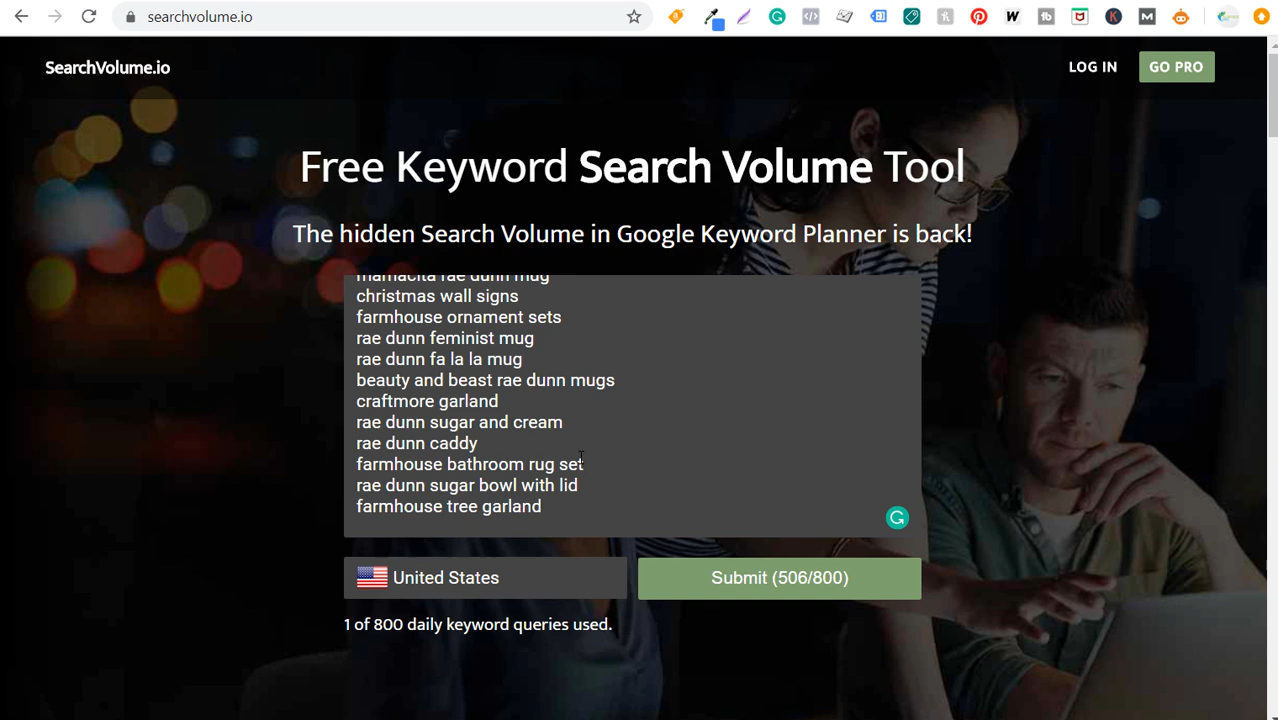 searchvolume.io
SearchVolume.io
LOG IN
GO PRO
Free Keyword Search Volume Tool
The hidden Search Volume in Google Keyword Planner is back!
mamacita rae dunn mug
christmas wall signs
farmhouse ornament sets
rae dunn feminist mug
rae dunn fa la la mug
beauty and beast rae dunn mugs
craftmore garland
rae dunn sugar and cream
rae dunn caddy
farmhouse bathroom rug set
rae dunn sugar bowl with lid
farmhouse tree garland
United States
Submit (506/800)
1 of 800 daily keyword queries used.